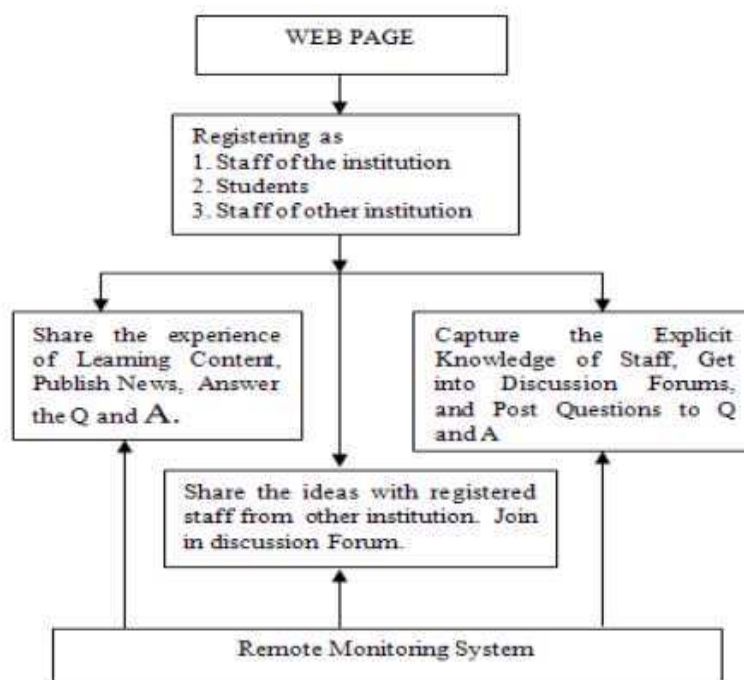 WEB PAGE
Registering as
1. Staff of the institution
2. Students
3. Staff of other institution
Share the experience
of Learning Content,
Publish News, Answer
the Q and A.
Capture the Explicit
Knowledge of Staff, Get
into Discussion Forums,
and Post Questions to Q
and A
Share the ideas with registered
staff from other institution. Join
in discussion Forum.
Remote Monitoring System